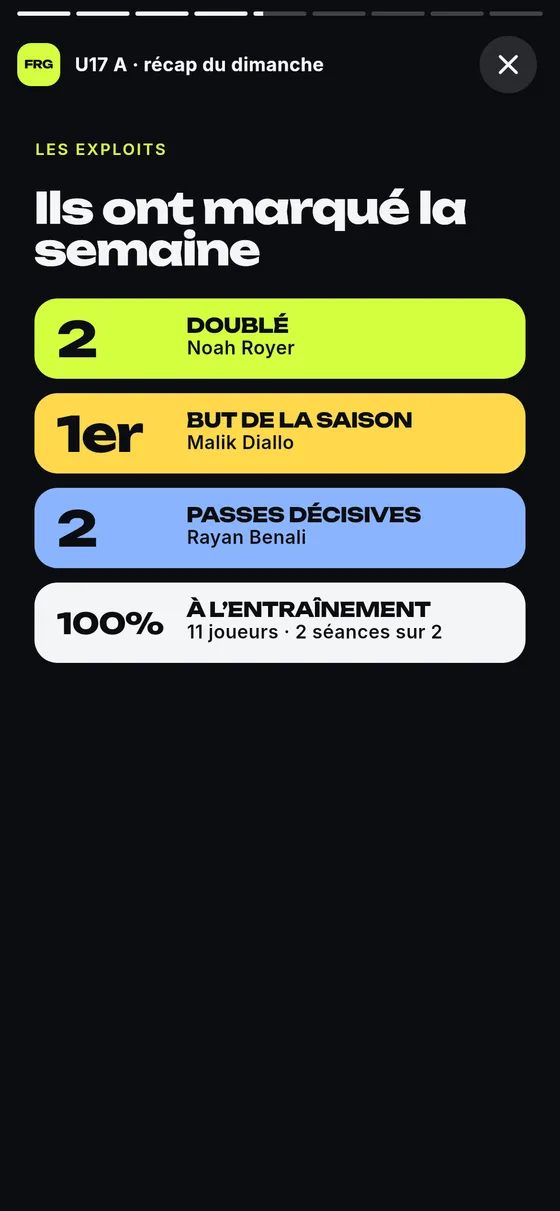 FRG
U17 A · récap du dimanche
LES EXPLOITS
Ils ont marqué la
semaine
2
DOUBLÉ
Noah Royer
1er
BUT DE LA SAISON
Malik Diallo
2
PASSES DÉCISIVES
Rayan Benali
100%
À L’ENTRAÎNEMENT
11 joueurs · 2 séances sur 2